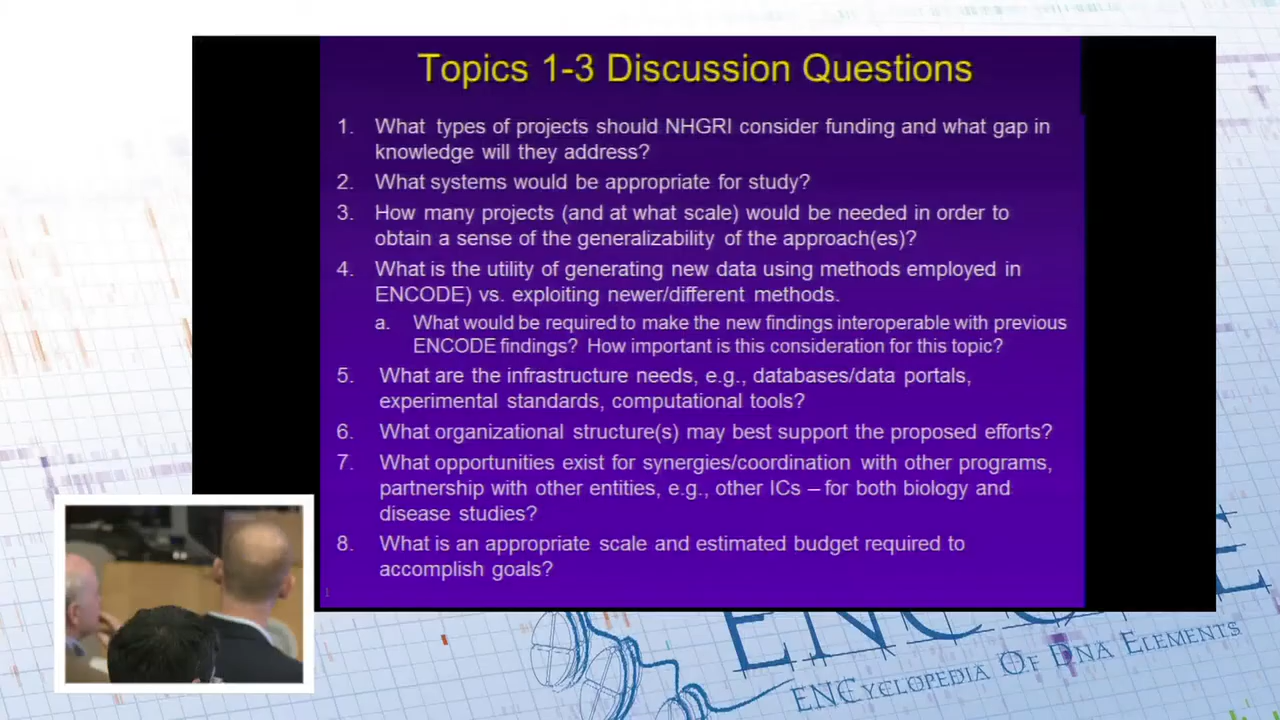 Topics 1-3 Discussion Questions
1. What types of projects should NHGRI consider funding and what gap in
knowledge will they address?
2. What systems would be appropriate for study?
3. How many projects (and at what scale) would be needed in order to
obtain a sense of the generalizability of the approach(es)?
4. What is the utility of generating new data using methods employed in
ENCODE) vs. exploiting newer/different methods.
a. What would be required to make the new findings interoperable with previous
ENCODE findings? How important is this consideration for this topic?
5. What are the infrastructure needs, e.g., databases/data portals,
experimental standards, computational tools?
6. What organizational structure(s) may best support the proposed efforts?
7. What opportunities exist for synergies/coordination with other programs,
partnership with other entities, e.g., other ICs – for both biology and
disease studies?
8. What is an appropriate scale and estimated budget required to
accomplish goals?
1
ENCYCLOPEDIA OF DNA ELEMENTS